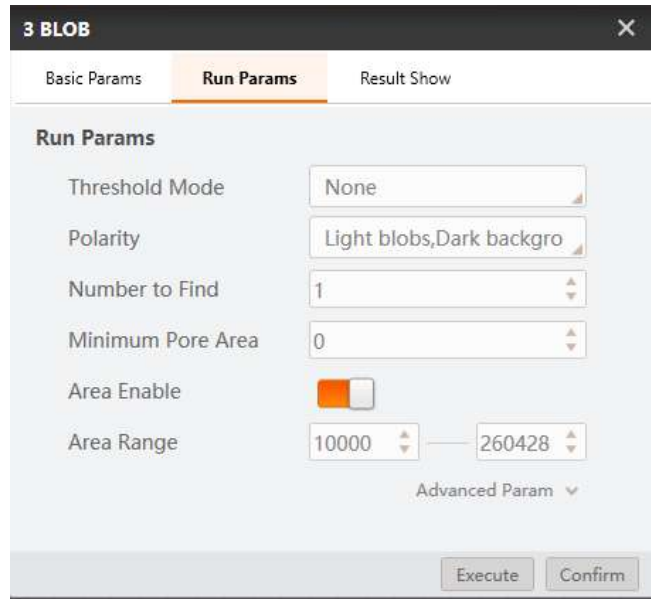 3 BLOB
Basic Params Run Params Result Show
Run Params
Threshold Mode None
Polarity Light blobs,Dark backgro
Number to Find 1
Minimum Pore Area 0
Area Enable
Area Range 10000 260428
Advanced Param
Execute Confirm